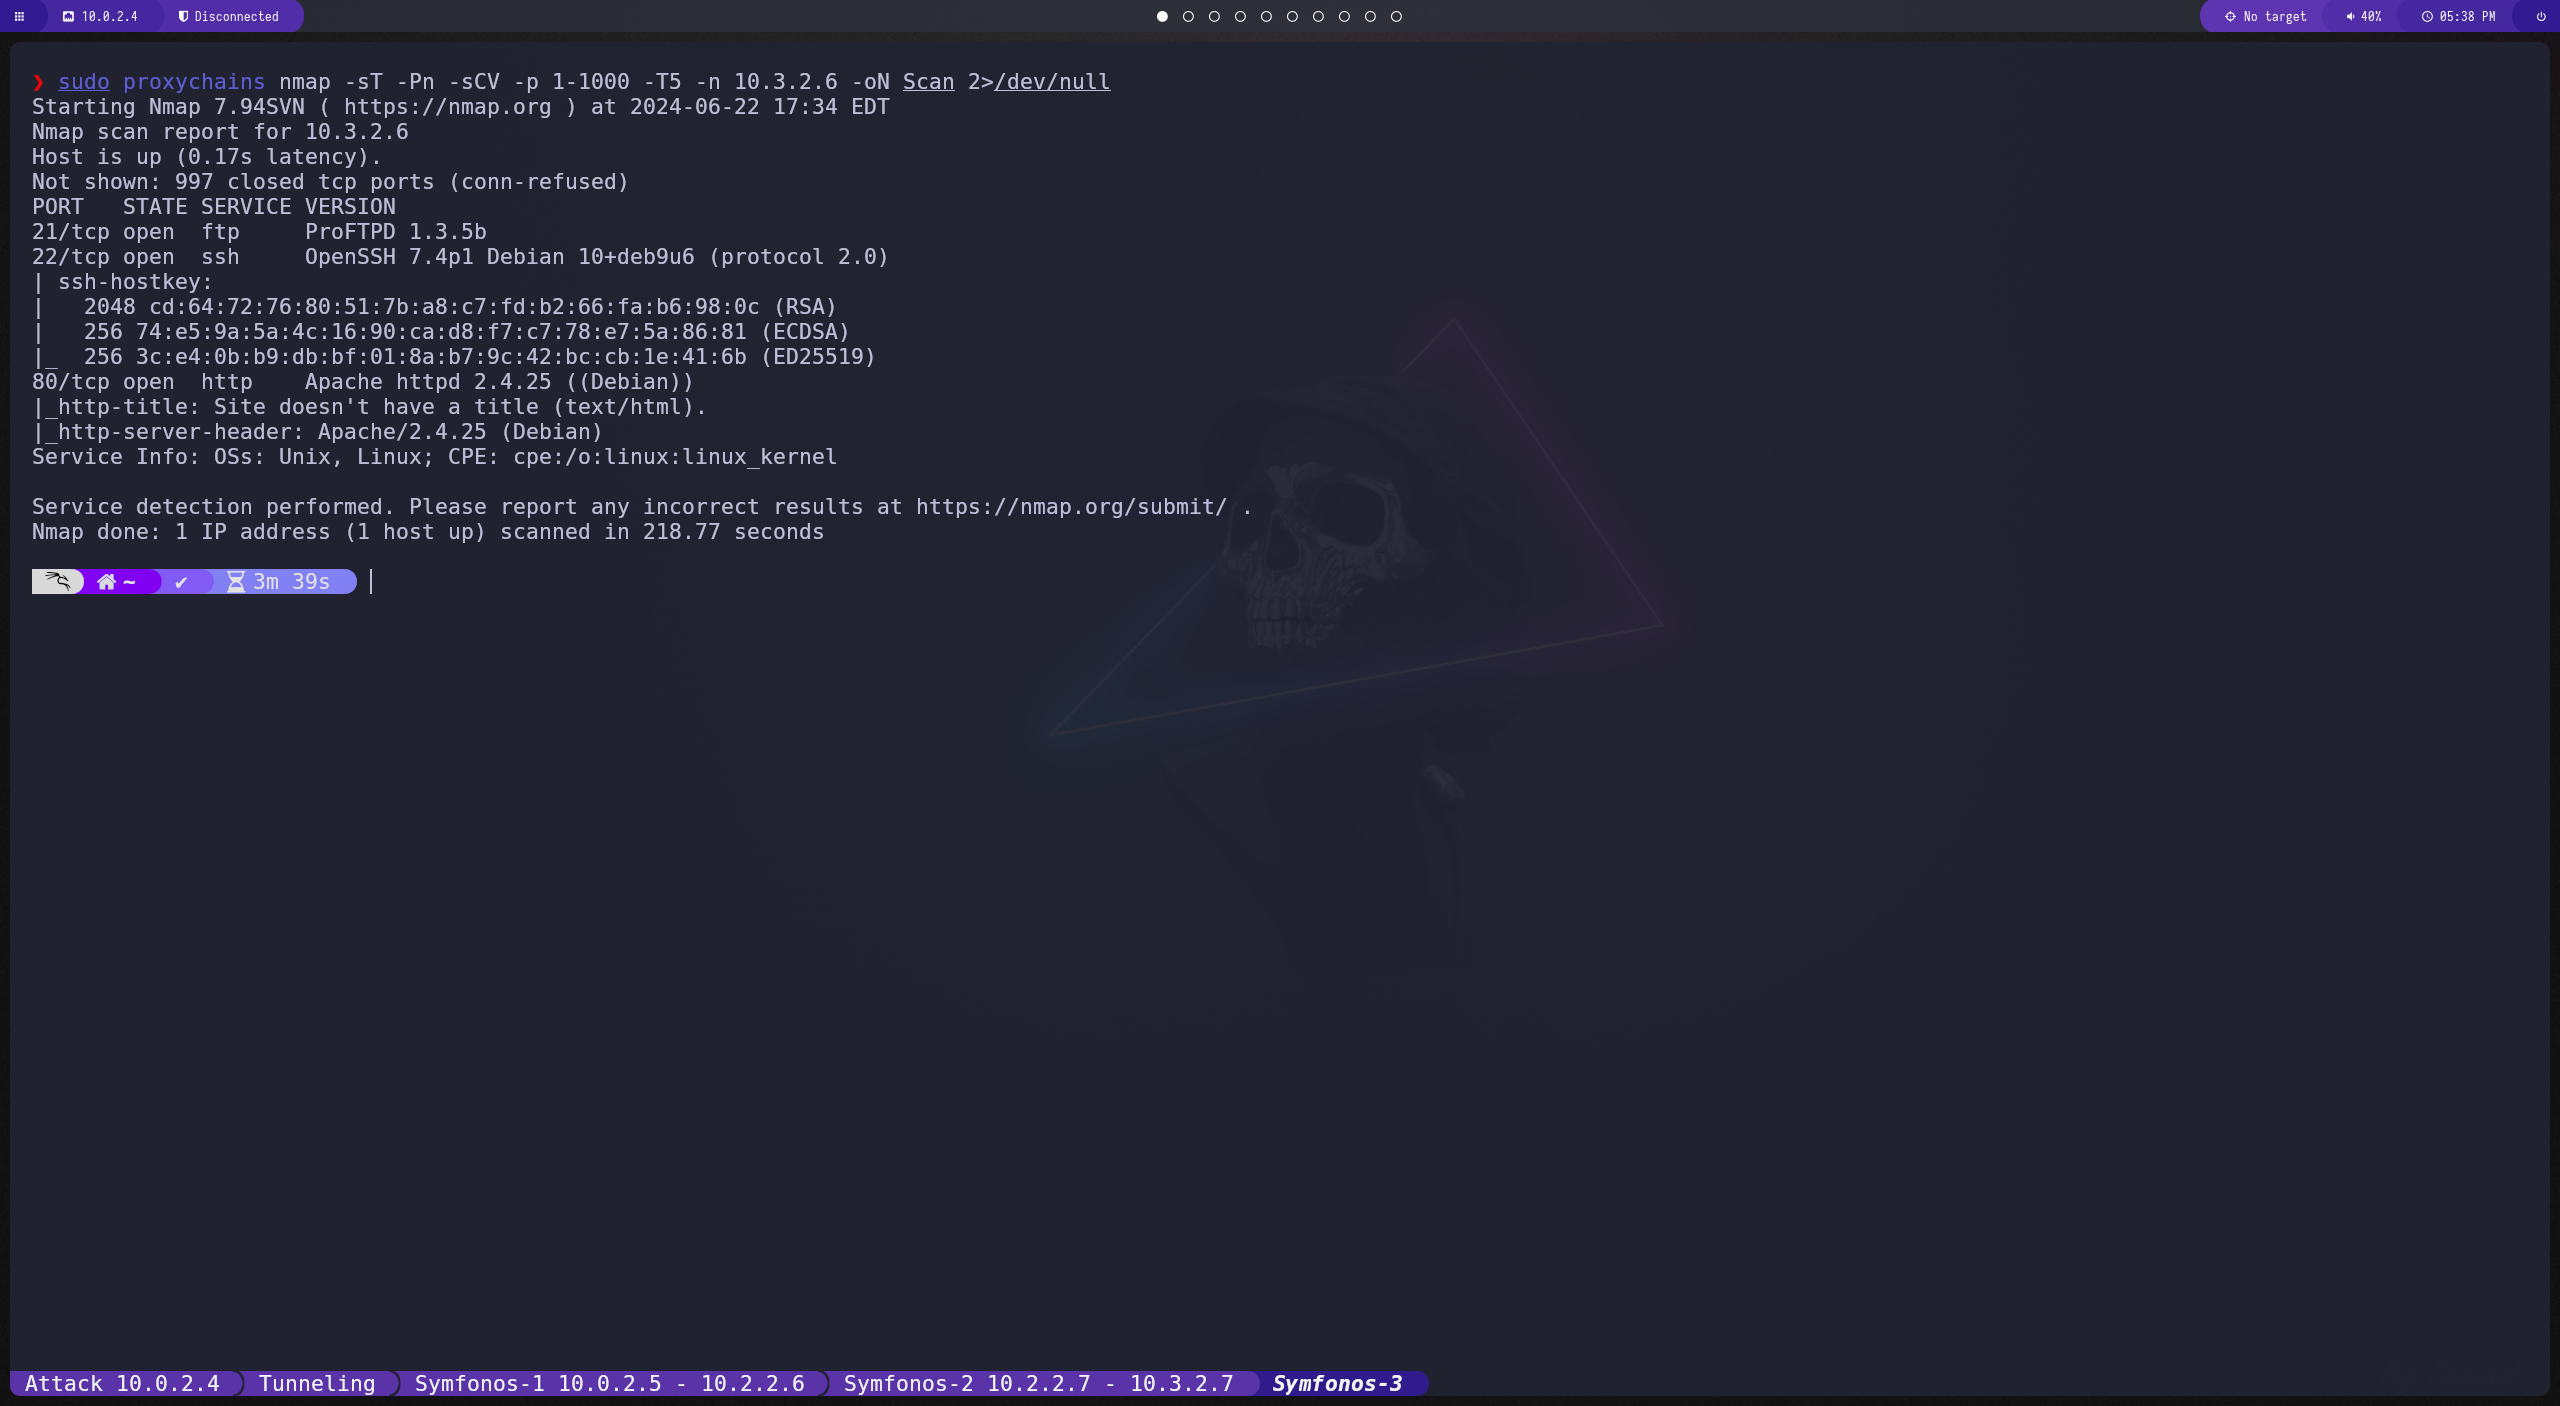 10.0.2.4 Disconnected No target 40% 05:38 PM
❯ sudo proxychains nmap -sT -Pn -sCV -p 1-1000 -T5 -n 10.3.2.6 -oN Scan 2>/dev/null
Starting Nmap 7.94SVN ( https://nmap.org ) at 2024-06-22 17:34 EDT
Nmap scan report for 10.3.2.6
Host is up (0.17s latency).
Not shown: 997 closed tcp ports (conn-refused)
PORT   STATE SERVICE VERSION
21/tcp open  ftp     ProFTPD 1.3.5b
22/tcp open  ssh     OpenSSH 7.4p1 Debian 10+deb9u6 (protocol 2.0)
| ssh-hostkey:
|   2048 cd:64:72:76:80:51:7b:a8:c7:fd:b2:66:fa:b6:98:0c (RSA)
|   256 74:e5:9a:5a:4c:16:90:ca:d8:f7:c7:78:e7:5a:86:81 (ECDSA)
|_  256 3c:e4:0b:b9:db:bf:01:8a:b7:9c:42:bc:cb:1e:41:6b (ED25519)
80/tcp open  http    Apache httpd 2.4.25 ((Debian))
|_http-title: Site doesn't have a title (text/html).
|_http-server-header: Apache/2.4.25 (Debian)
Service Info: OSs: Unix, Linux; CPE: cpe:/o:linux:linux_kernel
Service detection performed. Please report any incorrect results at https://nmap.org/submit/ .
Nmap done: 1 IP address (1 host up) scanned in 218.77 seconds
~ ✔ 3m 39s
Attack 10.0.2.4 Tunneling Symfonos-1 10.0.2.5 - 10.2.2.6 Symfonos-2 10.2.2.7 - 10.3.2.7 Symfonos-3